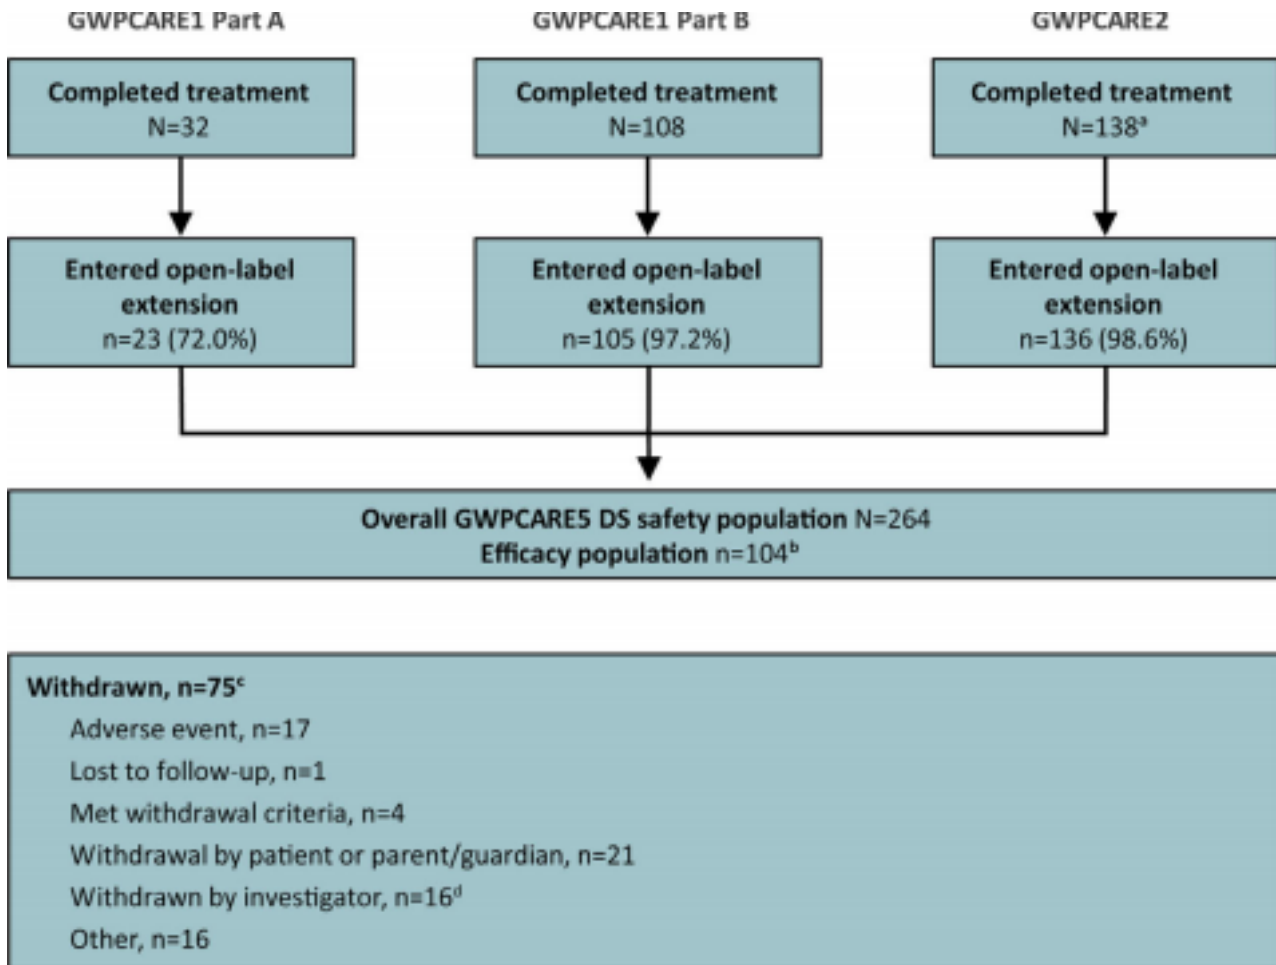 GWPCARE1 Part A
GWPCARE1 Part B
GWPCARE2
Completed treatment
N=32
Completed treatment
N=108
Completed treatment
N=138ᵃ
Entered open-label
extension
n=23 (72.0%)
Entered open-label
extension
n=105 (97.2%)
Entered open-label
extension
n=136 (98.6%)
Overall GWPCARE5 DS safety population N=264
Efficacy population n=104ᵇ
Withdrawn, n=75ᶜ
Adverse event, n=17
Lost to follow-up, n=1
Met withdrawal criteria, n=4
Withdrawal by patient or parent/guardian, n=21
Withdrawn by investigator, n=16ᵈ
Other, n=16